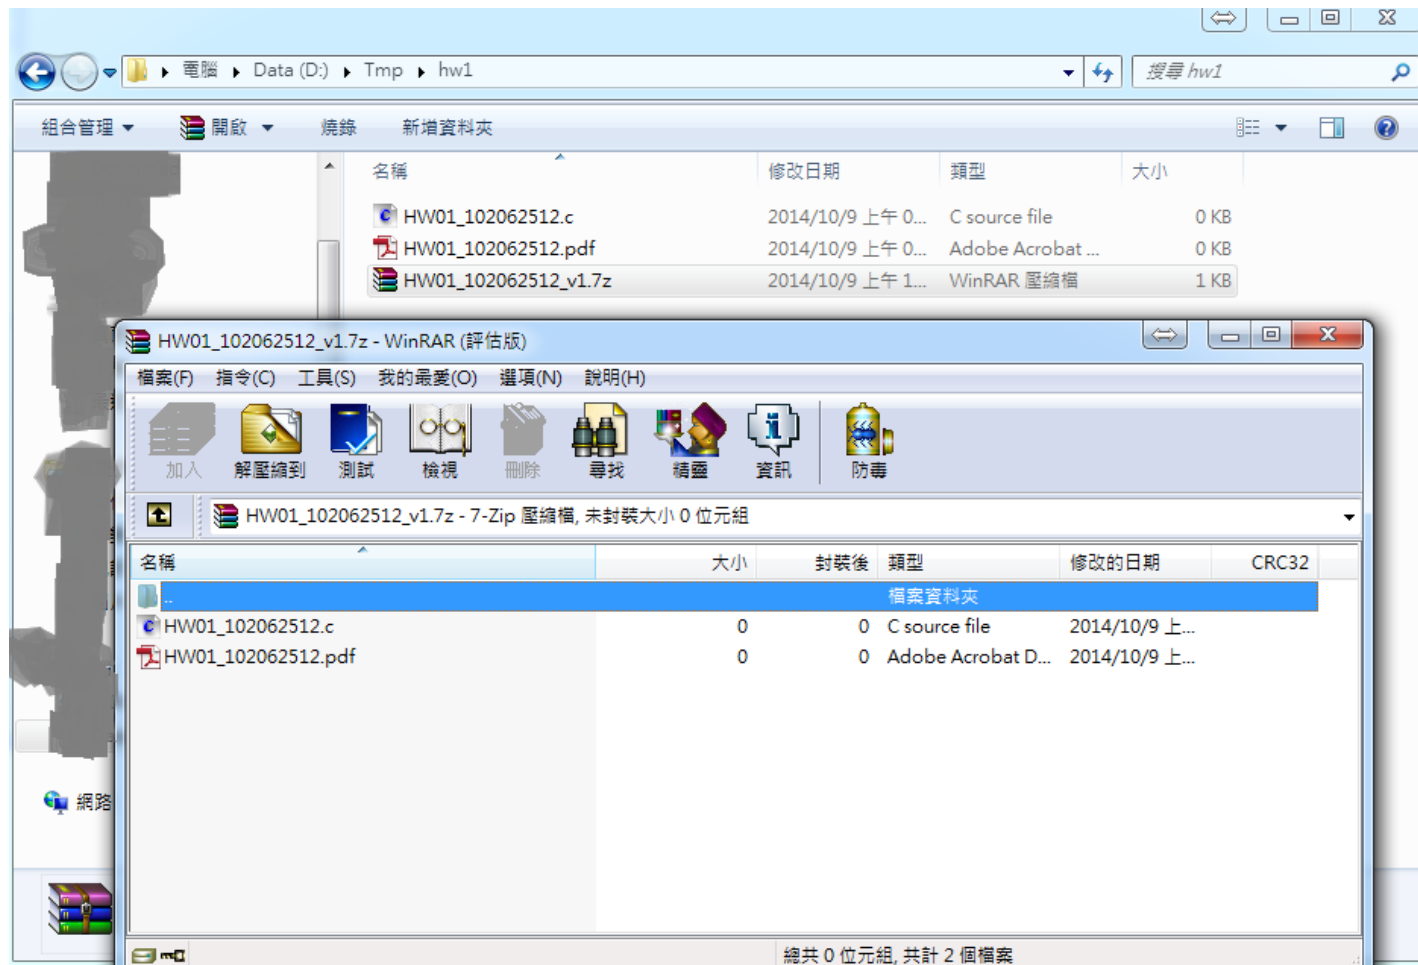 電腦 ▸ Data (D:) ▸ Tmp ▸ hw1
搜尋 hw1
組合管理 開啟 燒錄 新增資料夾
名稱 修改日期 類型 大小
HW01_102062512.c 2014/10/9 上午 0... C source file 0 KB
HW01_102062512.pdf 2014/10/9 上午 0... Adobe Acrobat ... 0 KB
HW01_102062512_v1.7z 2014/10/9 上午 1... WinRAR 壓縮檔 1 KB
HW01_102062512_v1.7z - WinRAR (評估版)
檔案(F) 指令(C) 工具(S) 我的最愛(O) 選項(N) 說明(H)
加入 解壓縮到 測試 檢視 刪除 尋找 精靈 資訊 防毒
HW01_102062512_v1.7z - 7-Zip 壓縮檔, 未封裝大小 0 位元組
名稱 大小 封裝後 類型 修改的日期 CRC32
.. 檔案資料夾
HW01_102062512.c 0 0 C source file 2014/10/9 上...
HW01_102062512.pdf 0 0 Adobe Acrobat D... 2014/10/9 上...
網路
總共 0 位元組, 共計 2 個檔案